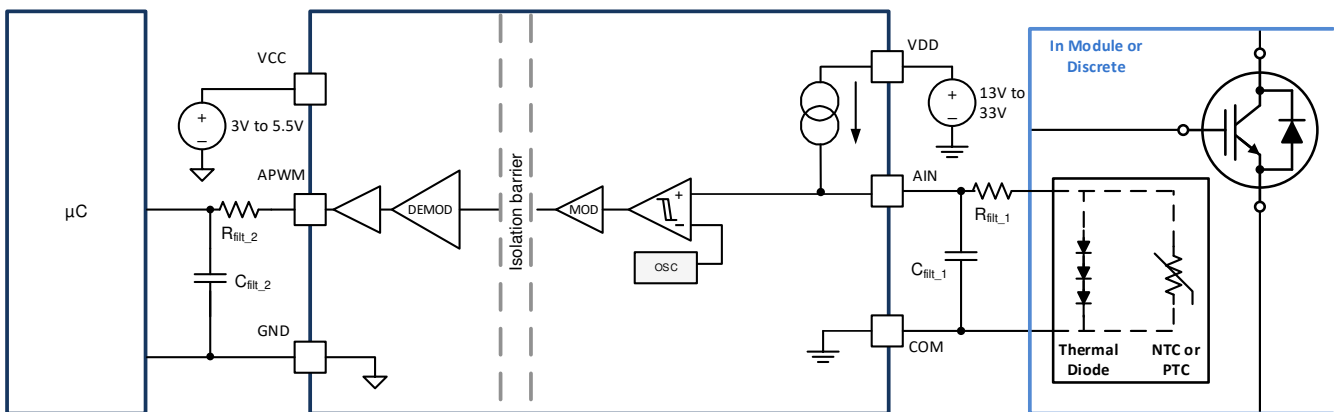 VCC
VDD
In Module or
Discrete
+
3V to 5.5V
–
+
13V to
33V
–
APWM
AIN
µC
DEMOD
Isolation barrier
MOD
+
–
OSC
Rfilt_2
Rfilt_1
Cfilt_2
Cfilt_1
GND
COM
Thermal
Diode
NTC or
PTC